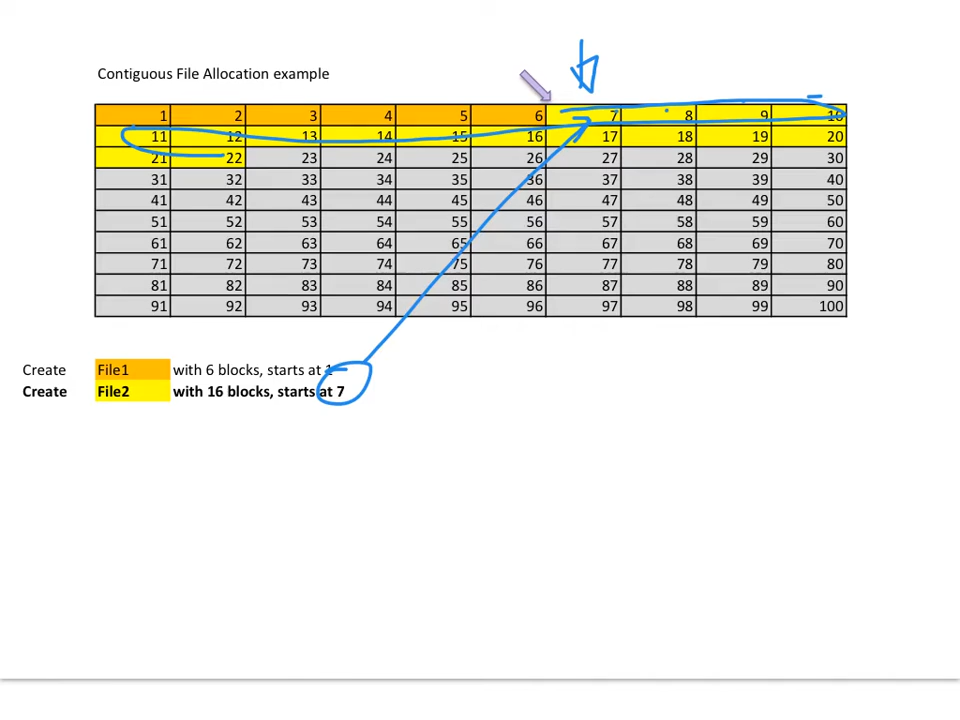 Contiguous File Allocation example
1 2 3 4 5 6 7 8 9 10
11 12 13 14 15 16 17 18 19 20
21 22 23 24 25 26 27 28 29 30
31 32 33 34 35 36 37 38 39 40
41 42 43 44 45 46 47 48 49 50
51 52 53 54 55 56 57 58 59 60
61 62 63 64 65 66 67 68 69 70
71 72 73 74 75 76 77 78 79 80
81 82 83 84 85 86 87 88 89 90
91 92 93 94 95 96 97 98 99 100
Create File1 with 6 blocks, starts at 1
Create File2 with 16 blocks, starts at 7